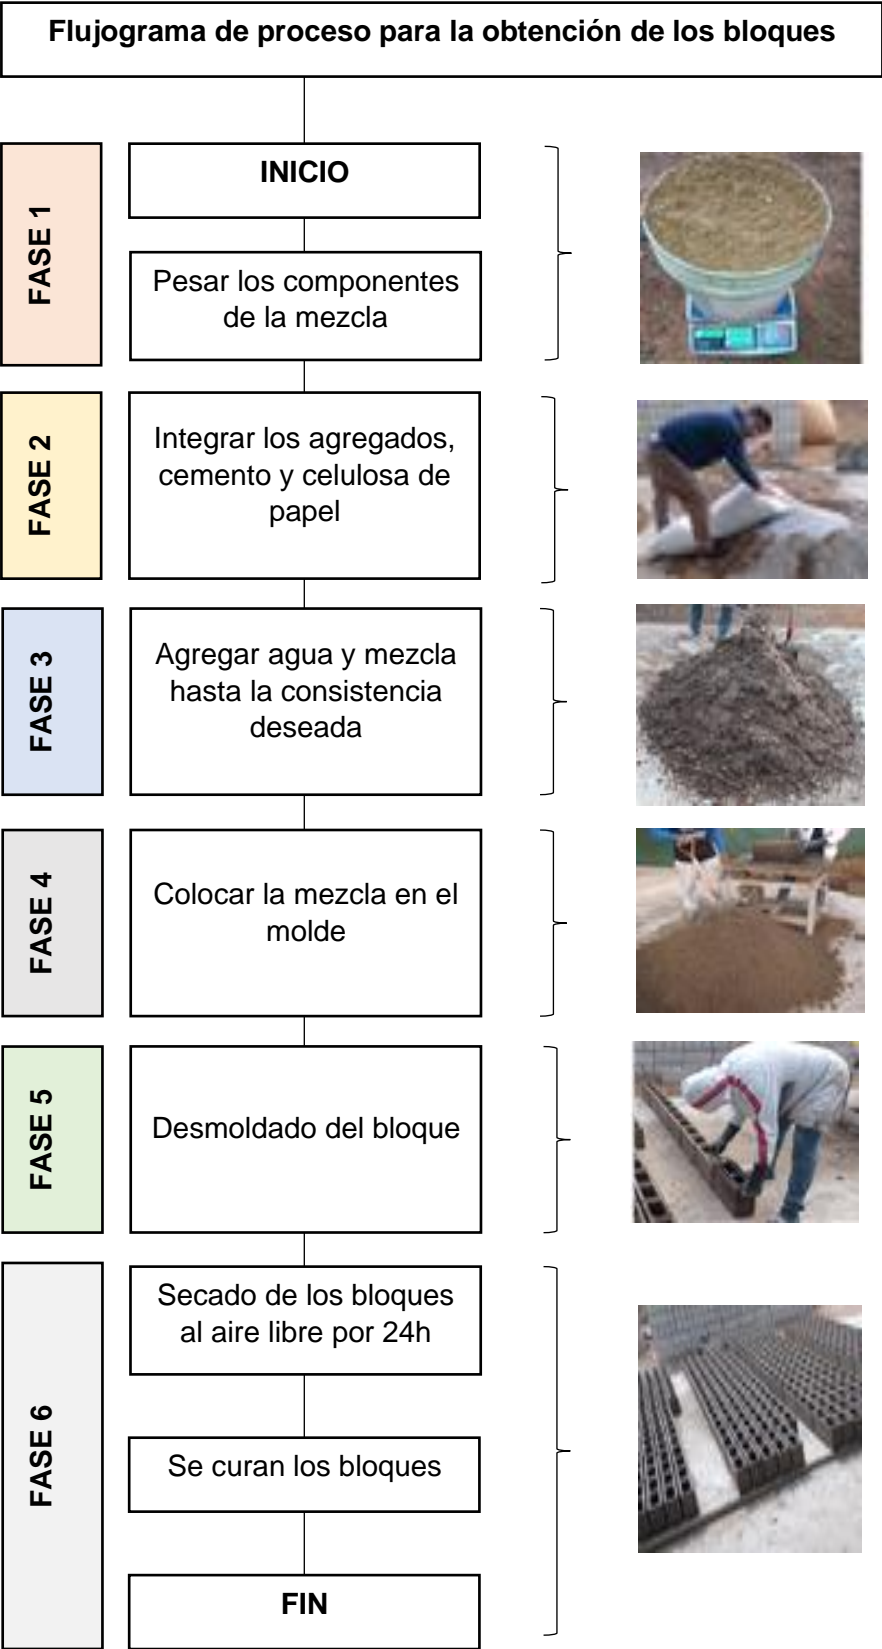 Flujograma de proceso para la obtención de los bloques
FASE 1
INICIO
Pesar los componentes
de la mezcla
FASE 2
Integrar los agregados,
cemento y celulosa de
papel
FASE 3
Agregar agua y mezcla
hasta la consistencia
deseada
FASE 4
Colocar la mezcla en el
molde
FASE 5
Desmoldado del bloque
FASE 6
Secado de los bloques
al aire libre por 24h
Se curan los bloques
FIN